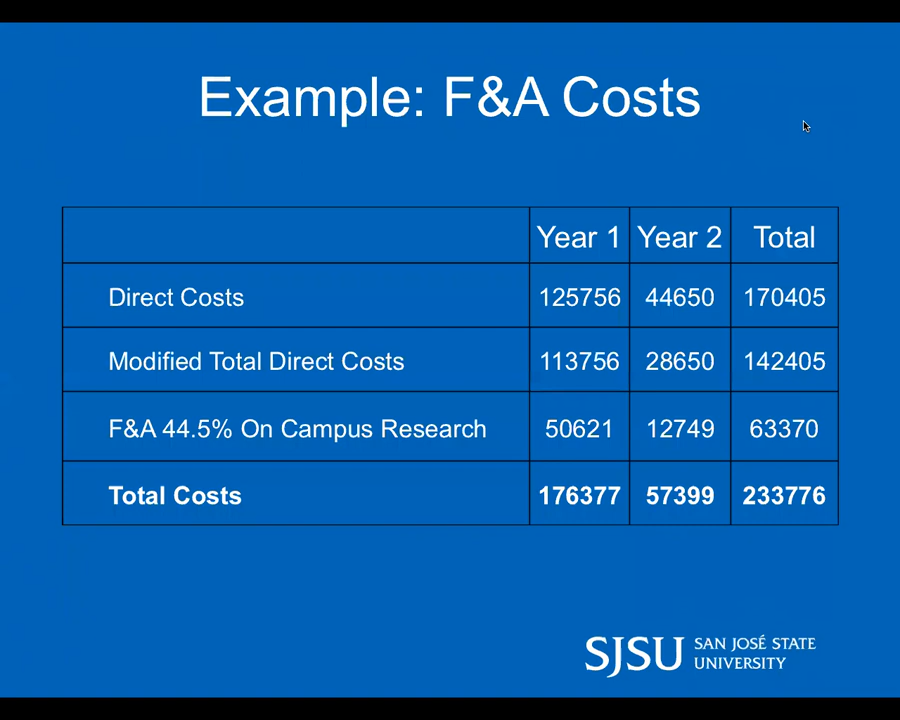 Example: F&A Costs
Year 1 Year 2 Total
Direct Costs 125756 44650 170405
Modified Total Direct Costs 113756 28650 142405
F&A 44.5% On Campus Research 50621 12749 63370
Total Costs 176377 57399 233776
SJSU SAN JOSÉ STATE
UNIVERSITY